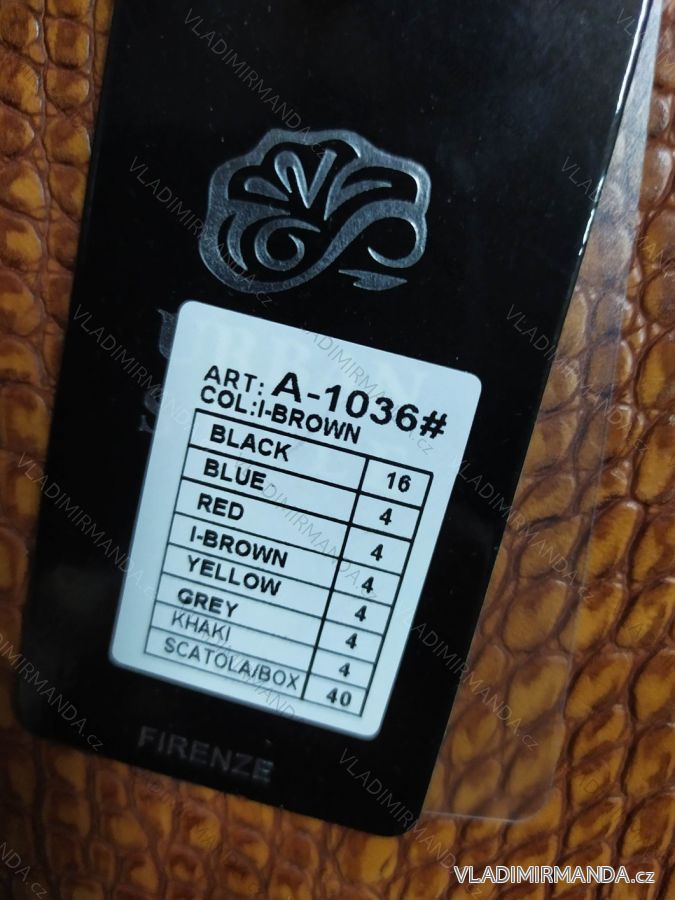 ART: A-1036#
COL:I-BROWN
BLACK 16
BLUE 4
RED 4
I-BROWN 4
YELLOW 4
GREY 4
KHAKI 4
SCATOLA/BOX 40
FIRENZE
VLADIMIRMANDA.cz